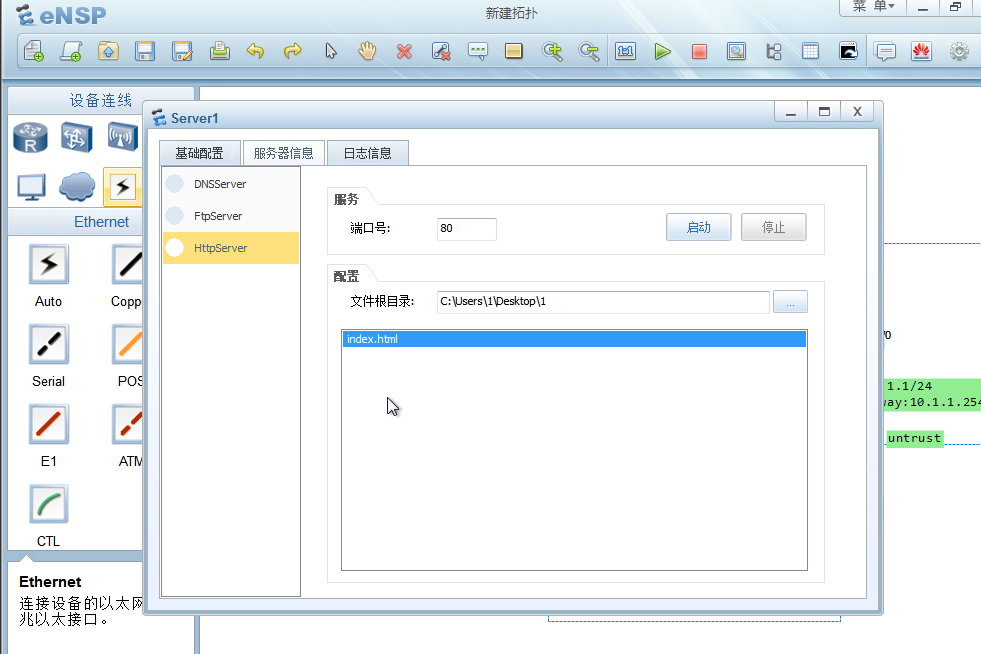 eNSP
新建拓扑
菜 单
设备连线
R
Ethernet
Auto
Copp
Serial
POS
E1
ATM
CTL
Ethernet
连接设备的以太网
兆以太接口。
Server1
基础配置
服务器信息
日志信息
DNSServer
FtpServer
HttpServer
服务
端口号:
80
启动
停止
配置
文件根目录:
C:\Users\1\Desktop\1
...
index.html
/0
1.1/24
way:10.1.1.254
untrust